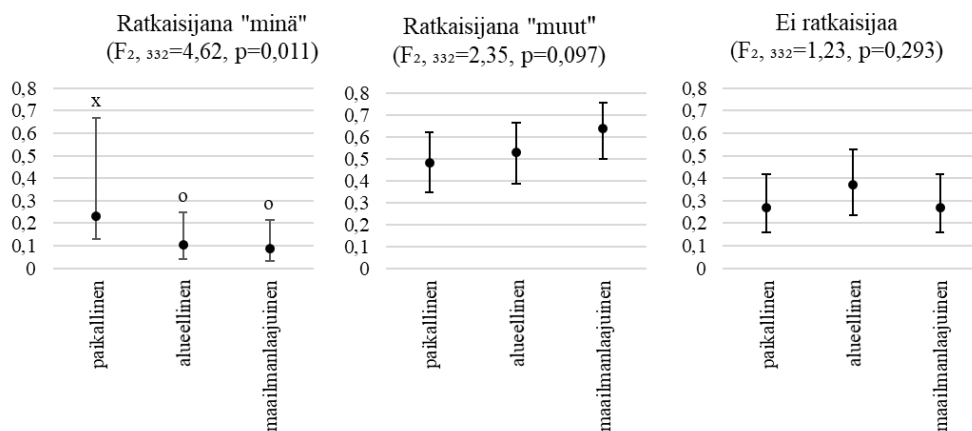 Ratkaisijana "minä"
(F₂, ₃₃₂=4,62, p=0,011)
0,8
0,7
0,6
0,5
0,4
0,3
0,2
0,1
0
x
o
o
paikallinen
alueellinen
maailmanlaajuinen
Ratkaisijana "muut"
(F₂, ₃₃₂=2,35, p=0,097)
0,8
0,7
0,6
0,5
0,4
0,3
0,2
0,1
0
paikallinen
alueellinen
maailmanlaajuinen
Ei ratkaisijaa
(F₂, ₃₃₂=1,23, p=0,293)
0,8
0,7
0,6
0,5
0,4
0,3
0,2
0,1
0
paikallinen
alueellinen
maailmanlaajuinen